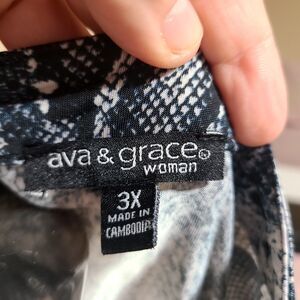 ava & grace®
woman
3X
MADE IN
CAMBODIA